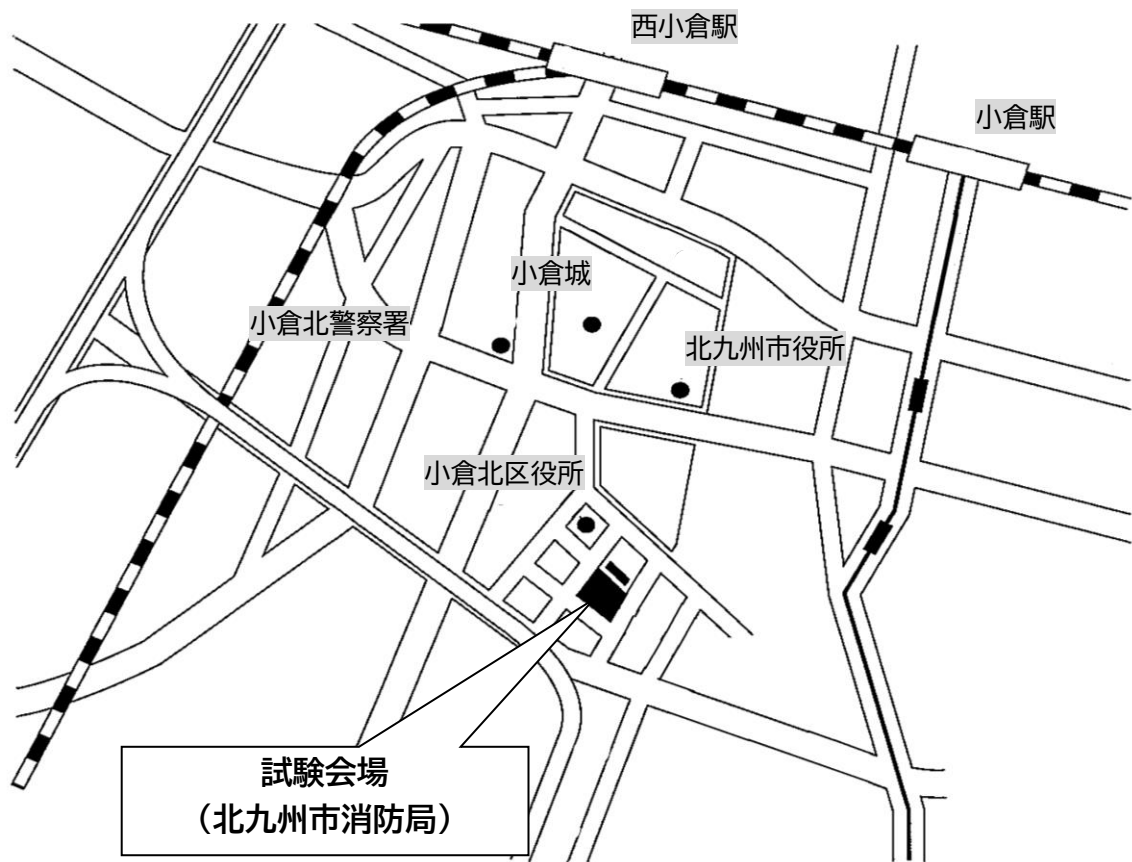 西小倉駅
小倉駅
小倉城
小倉北警察署
北九州市役所
小倉北区役所
試験会場
（北九州市消防局）